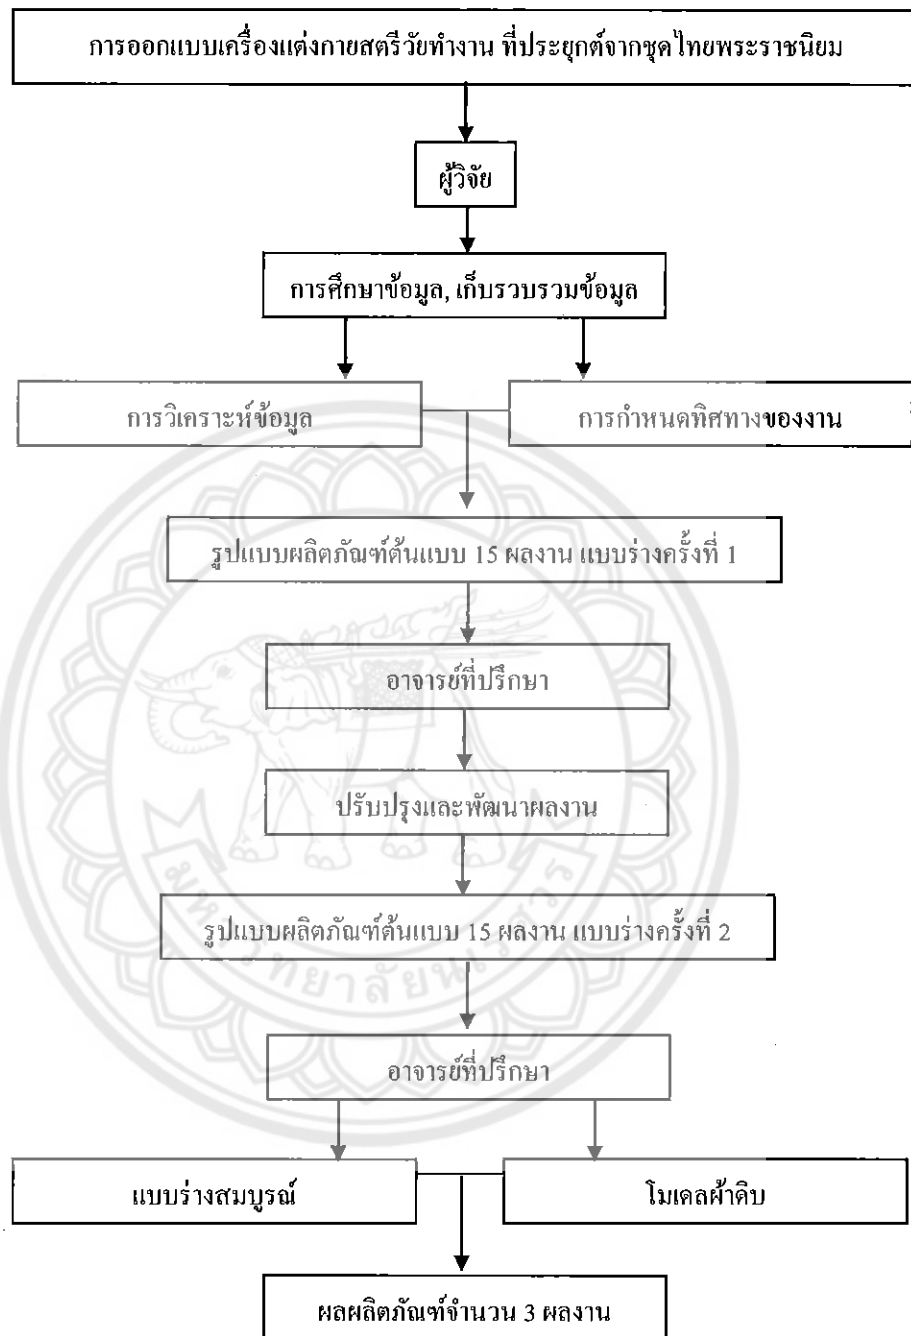 การออกแบบเครื่องแต่งกายสตรีวัยทำงาน ที่ประยุกต์จากชุดไทยพระราชนิยม
ผู้วิจัย
การศึกษาข้อมูล, เก็บรวบรวมข้อมูล
การวิเคราะห์ข้อมูล
การกำหนดทิศทางของงาน
รูปแบบผลิตภัณฑ์ต้นแบบ 15 ผลงาน แบบร่างครั้งที่ 1
อาจารย์ที่ปรึกษา
ปรับปรุงและพัฒนาผลงาน
รูปแบบผลิตภัณฑ์ต้นแบบ 15 ผลงาน แบบร่างครั้งที่ 2
อาจารย์ที่ปรึกษา
แบบร่างสมบูรณ์
โมเดลผ้าดิบ
ผลผลิตภัณฑ์จำนวน 3 ผลงาน